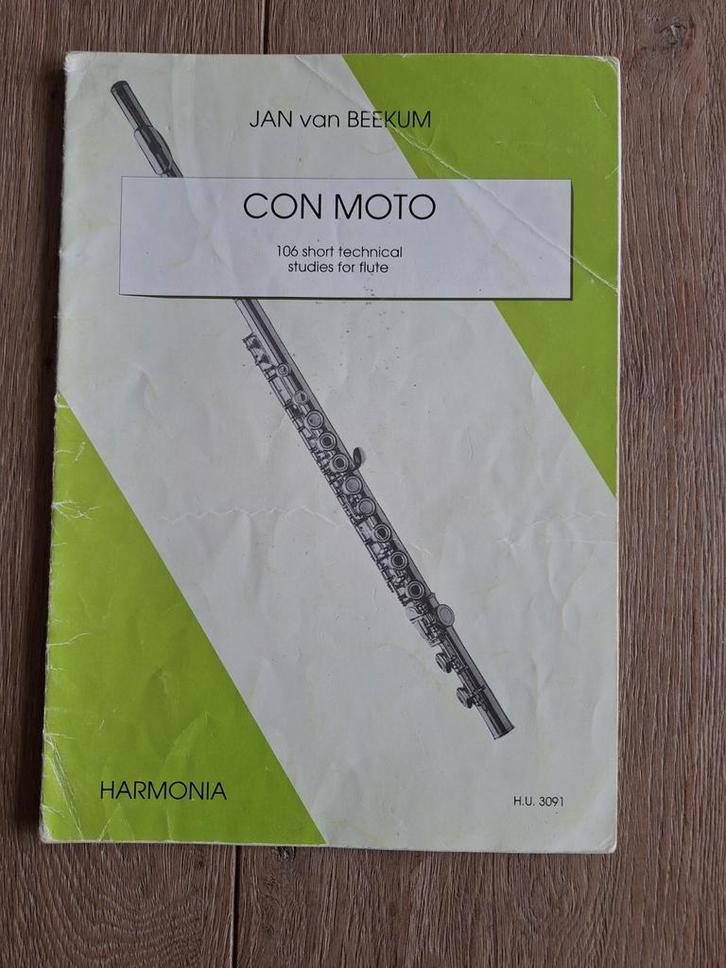 JAN van BEEKUM
CON MOTO
106 short technical
studies for flute
HARMONIA
H.U. 3091